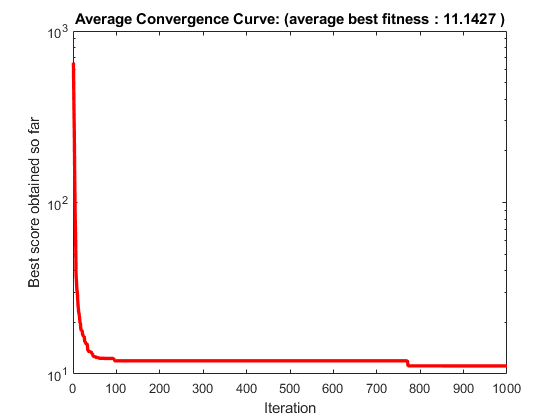 Average Convergence Curve: (average best fitness : 11.1427 )
10^3
10^2
10^1
Best score obtained so far
0 100 200 300 400 500 600 700 800 900 1000
Iteration